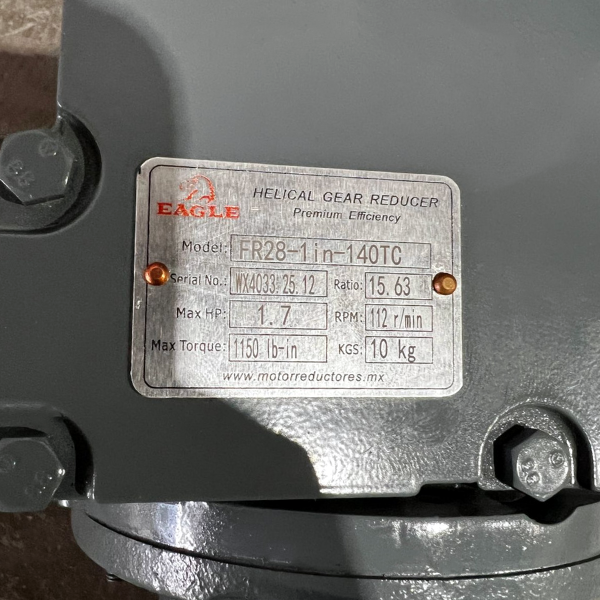 EAGLE
HELICAL GEAR REDUCER
Premium Efficiency
Model: FR28-1in-140TC
Serial No.: WX4033.25.12 Ratio: 15.63
Max HP: 1.7 RPM: 112 r/min
Max Torque: 1150 lb-in KGS: 10 kg
www.motorreductores.mx